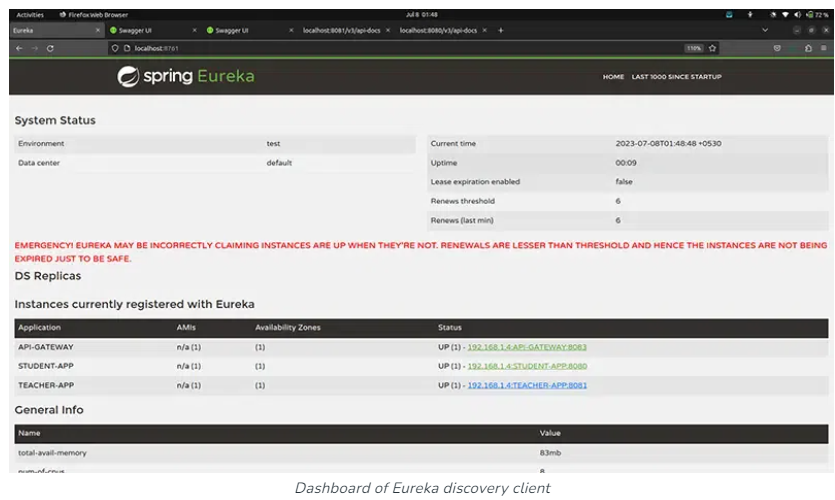 Activities Firefox Web Browser Jul 8 01:48 72 %
Eureka × Swagger UI × Swagger UI × localhost:8081/v3/api-docs × localhost:8080/v3/api-docs × +
localhost:8761 110%
spring Eureka HOME LAST 1000 SINCE STARTUP
System Status
Environment test Current time 2023-07-08T01:48:48 +0530
Data center default Uptime 00:09
Lease expiration enabled false
Renews threshold 6
Renews (last min) 6
EMERGENCY! EUREKA MAY BE INCORRECTLY CLAIMING INSTANCES ARE UP WHEN THEY'RE NOT. RENEWALS ARE LESSER THAN THRESHOLD AND HENCE THE INSTANCES ARE NOT BEING
EXPIRED JUST TO BE SAFE.
DS Replicas
Instances currently registered with Eureka
Application AMIs Availability Zones Status
API-GATEWAY n/a (1) (1) UP (1) - 192.168.1.4:API-GATEWAY:8083
STUDENT-APP n/a (1) (1) UP (1) - 192.168.1.4:STUDENT-APP:8080
TEACHER-APP n/a (1) (1) UP (1) - 192.168.1.4:TEACHER-APP:8081
General Info
Name Value
total-avail-memory 83mb
num-of-cpus 8
Dashboard of Eureka discovery client